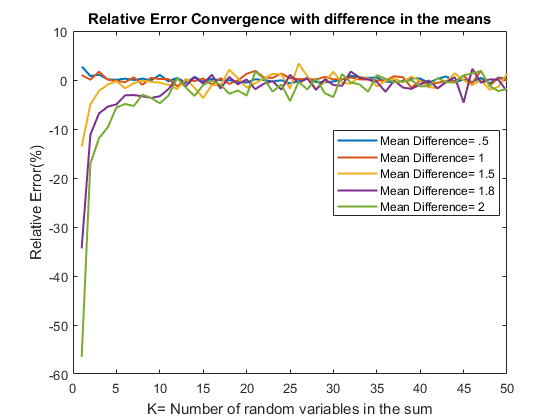 Relative Error Convergence with difference in the means
10
0
-10
-20
-30
-40
-50
-60
Relative Error(%)
Mean Difference= .5
Mean Difference= 1
Mean Difference= 1.5
Mean Difference= 1.8
Mean Difference= 2
0 5 10 15 20 25 30 35 40 45 50
K= Number of random variables in the sum